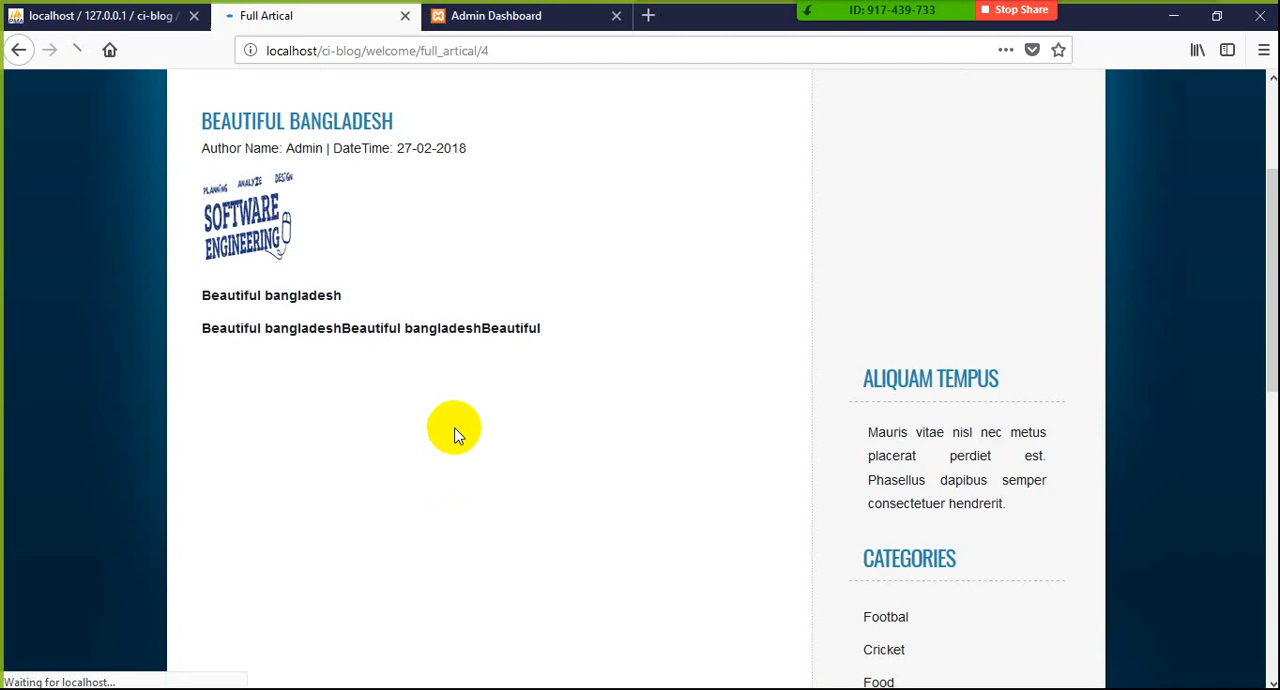 localhost / 127.0.0.1 / ci-blog /
Full Artical
Admin Dashboard
ID: 917-439-733
Stop Share
localhost/ci-blog/welcome/full_artical/4
BEAUTIFUL BANGLADESH
Author Name: Admin | DateTime: 27-02-2018
PLANNING ANALYZE DESIGN
SOFTWARE
ENGINEERING
Beautiful bangladesh
Beautiful bangladeshBeautiful bangladeshBeautiful
ALIQUAM TEMPUS
Mauris vitae nisl nec metus
placerat perdiet est.
Phasellus dapibus semper
consectetuer hendrerit.
CATEGORIES
Footbal
Cricket
Food
Waiting for localhost...